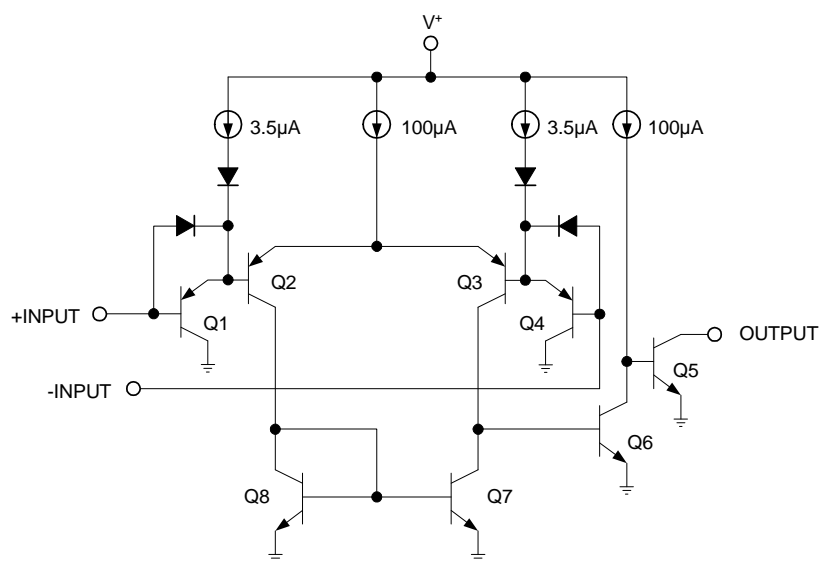 V+
3.5µA
100µA
3.5µA
100µA
Q2
Q3
+INPUT
Q1
Q4
OUTPUT
Q5
-INPUT
Q6
Q8
Q7